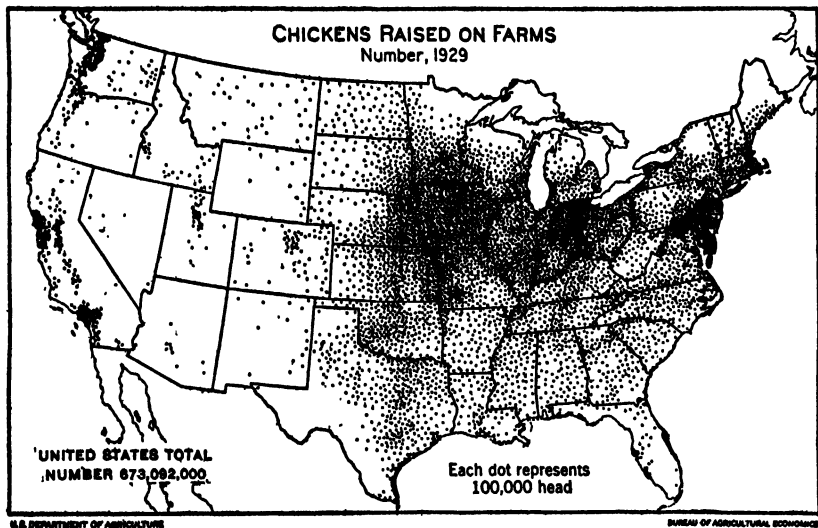 CHICKENS RAISED ON FARMS
Number, 1929
UNITED STATES TOTAL
NUMBER 673,092,000
Each dot represents
100,000 head
U.S. DEPARTMENT OF AGRICULTURE
BUREAU OF AGRICULTURAL ECONOMICS